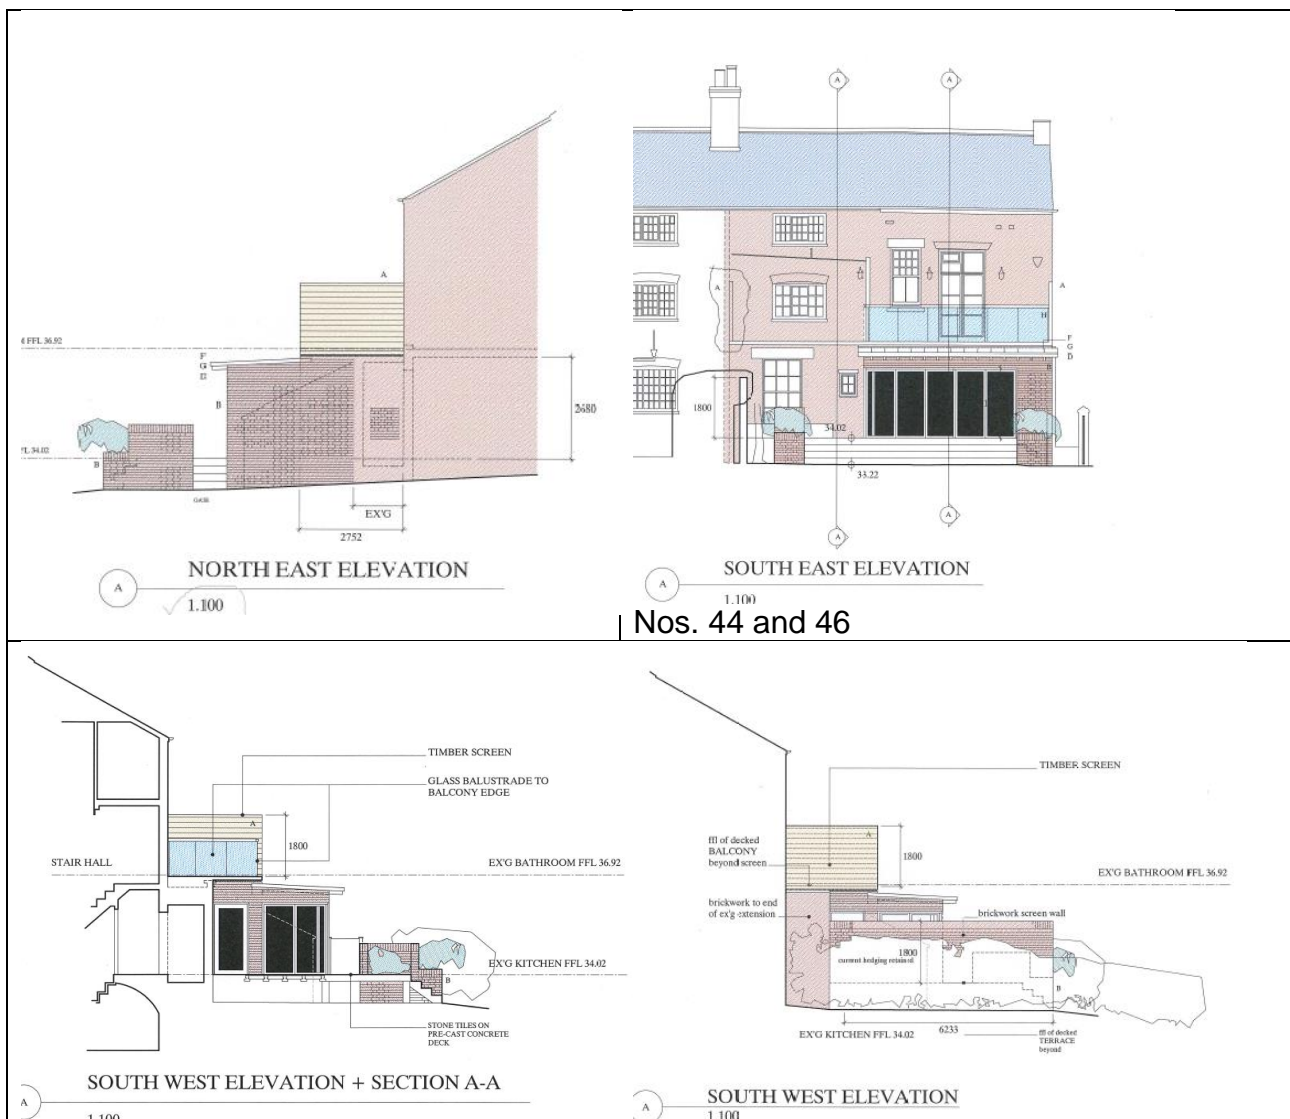 A
4 FFL 36.92
F
G
B
FL 34.02
B
2680
EX'G
2752
NORTH EAST ELEVATION
A
1.100
A
A
1
A
A
H
F
G
D
1800
34.02
33.22
A
A
SOUTH EAST ELEVATION
A
1.100
Nos. 44 and 46
TIMBER SCREEN
GLASS BALUSTRADE TO
BALCONY EDGE
A
1800
STAIR HALL
EX'G BATHROOM FFL 36.92
EX'G KITCHEN FFL 34.02
B
STONE TILES ON
PRE-CAST CONCRETE
DECK
SOUTH WEST ELEVATION + SECTION A-A
A
1.100
TIMBER SCREEN
ffl of decked
BALCONY
beyond screen
A
1800
EX'G BATHROOM FFL 36.92
brickwork to end
of ex'g extension
brickwork screen wall
1800
current hedging retained
B
EX'G KITCHEN FFL 34.02
6233
ffl of decked
TERRACE
beyond
SOUTH WEST ELEVATION
A
1.100